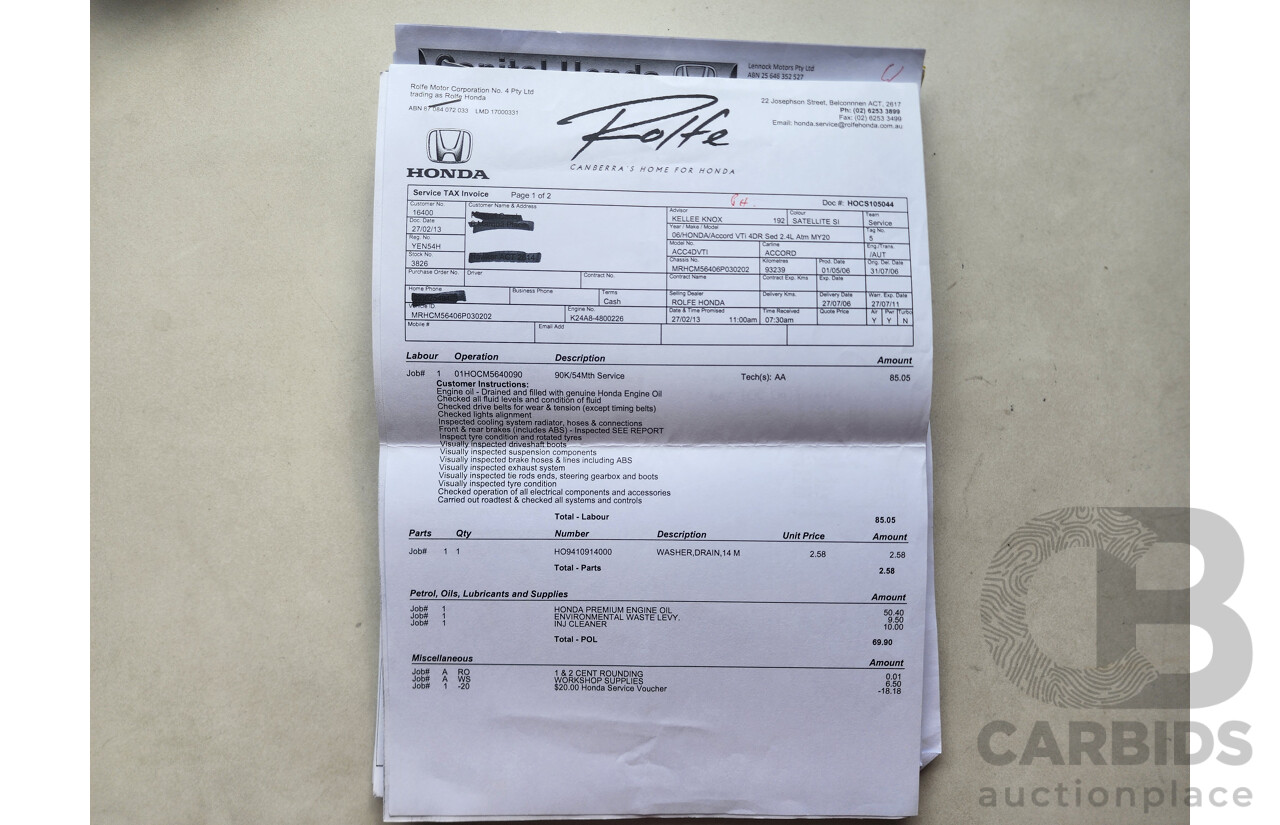 Capitol Honda
Lennock Motors Pty Ltd
ABN 25 646 352 527
Rolfe Motor Corporation No. 4 Pty Ltd
trading as Rolfe Honda
ABN 67 084 072 033 LMD 17000331
22 Josephson Street, Belconnnen ACT, 2617
Ph: (02) 6253 3899
Fax: (02) 6253 3499
Email: honda.service@rolfehonda.com.au
Rolfe
CANBERRA'S HOME FOR HONDA
HONDA
Service TAX Invoice Page 1 of 2 Doc #: HOCS105044
Customer No. Customer Name & Address Advisor Colour Team
16400 KELLEE KNOX 192 SATELLITE SI Service
Doc. Date Year / Make / Model Tag No.
27/02/13 06/HONDA/Accord VTi 4DR Sed 2.4L Atm MY20 5
Reg. No. Model No. Carline Eng./Trans.
YEN54H ACC4DVTI ACCORD /AUT
Stock No. Chassis No. Kilometres Prod. Date Orig. Del. Date
3826 MRHCM56406P030202 93239 01/05/06 31/07/06
Purchase Order No. Driver Contract No. Contract Name Contract Exp. Kms Exp. Date
Home Phone Business Phone Terms Selling Dealer Delivery Kms. Delivery Date Warr. Exp. Date
Cash ROLFE HONDA 27/07/06 27/07/11
Vehicle ID Engine No. Date & Time Promised Time Received Quote Price Air Pwr Turbo
MRHCM56406P030202 K24A8-4800226 27/02/13 11:00am 07:30am Y Y N
Mobile # Email Add
Labour Operation Description Amount
Job# 1 01HOCM5640090 90K/54Mth Service Tech(s): AA 85.05
Customer Instructions:
Engine oil - Drained and filled with genuine Honda Engine Oil
Checked all fluid levels and condition of fluid
Checked drive belts for wear & tension (except timing belts)
Checked lights alignment
Inspected cooling system radiator, hoses & connections
Front & rear brakes (includes ABS) - Inspected SEE REPORT
Inspect tyre condition and rotated tyres
Visually inspected driveshaft boots
Visually inspected suspension components
Visually inspected brake hoses & lines including ABS
Visually inspected exhaust system
Visually inspected tie rods ends, steering gearbox and boots
Visually inspected tyre condition
Checked operation of all electrical components and accessories
Carried out roadtest & checked all systems and controls
Total - Labour 85.05
Parts Qty Number Description Unit Price Amount
Job# 1 1 HO9410914000 WASHER,DRAIN,14 M 2.58 2.58
Total - Parts 2.58
Petrol, Oils, Lubricants and Supplies Amount
Job# 1 HONDA PREMIUM ENGINE OIL 50.40
Job# 1 ENVIRONMENTAL WASTE LEVY. 9.50
Job# 1 INJ CLEANER 10.00
Total - POL 69.90
Miscellaneous Amount
Job# A RO 1 & 2 CENT ROUNDING 0.01
Job# A WS WORKSHOP SUPPLIES 6.50
Job# 1 -20 $20.00 Honda Service Voucher -18.18
CB
CARBIDS
auctionplace